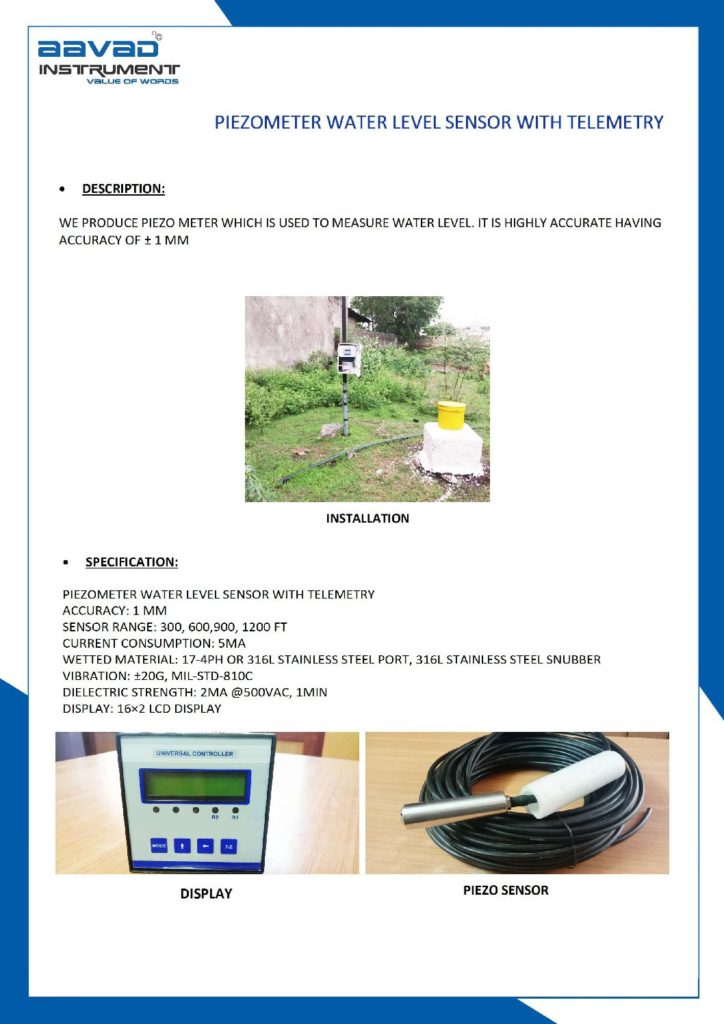 aavad
INSTRUMENT
VALUE OF WORDS
PIEZOMETER WATER LEVEL SENSOR WITH TELEMETRY
• DESCRIPTION:
WE PRODUCE PIEZO METER WHICH IS USED TO MEASURE WATER LEVEL. IT IS HIGHLY ACCURATE HAVING
ACCURACY OF ± 1 MM
INSTALLATION
▪ SPECIFICATION:
PIEZOMETER WATER LEVEL SENSOR WITH TELEMETRY
ACCURACY: 1 MM
SENSOR RANGE: 300, 600,900, 1200 FT
CURRENT CONSUMPTION: 5MA
WETTED MATERIAL: 17-4PH OR 316L STAINLESS STEEL PORT, 316L STAINLESS STEEL SNUBBER
VIBRATION: ±20G, MIL-STD-810C
DIELECTRIC STRENGTH: 2MA @500VAC, 1MIN
DISPLAY: 16×2 LCD DISPLAY
UNIVERSAL CONTROLLER
R2 R1
MODE
DISPLAY
PIEZO SENSOR